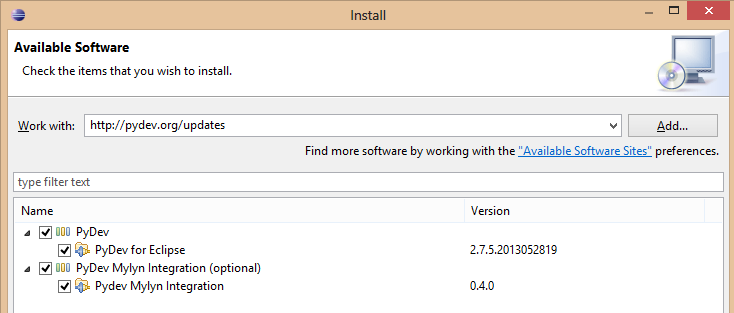 Install
Available Software
Check the items that you wish to install.
Work with: http://pydev.org/updates Add...
Find more software by working with the "Available Software Sites" preferences.
type filter text
Name Version
PyDev
PyDev for Eclipse 2.7.5.2013052819
PyDev Mylyn Integration (optional)
Pydev Mylyn Integration 0.4.0